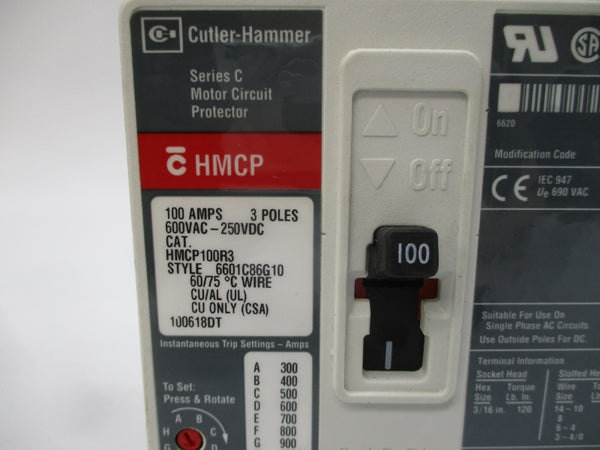 Cutler-Hammer
Series C
Motor Circuit
Protector
HMCP
100 AMPS 3 POLES
600VAC-250VDC
CAT.
HMCP100R3
STYLE 6601C86G10
60/75 °C WIRE
CU/AL (UL)
CU ONLY (CSA)
100618DT
Instantaneous Trip Settings - Amps
To Set:
Press & Rotate
A B
H C
G D
A 300
B 400
C 500
D 600
E 700
F 800
G 900
On
Off
100
SA
6620
Modification Code
CE IEC 947
Ue 690 VAC
Suitable For Use On
Single Phase AC Circuits.
Use Outside Poles For DC.
Terminal Information
Socket Head Slotted
Hex Torque Wire
Size Lb. In. Size
3/16 in. 120 14-10
8
6-4
3-4/0